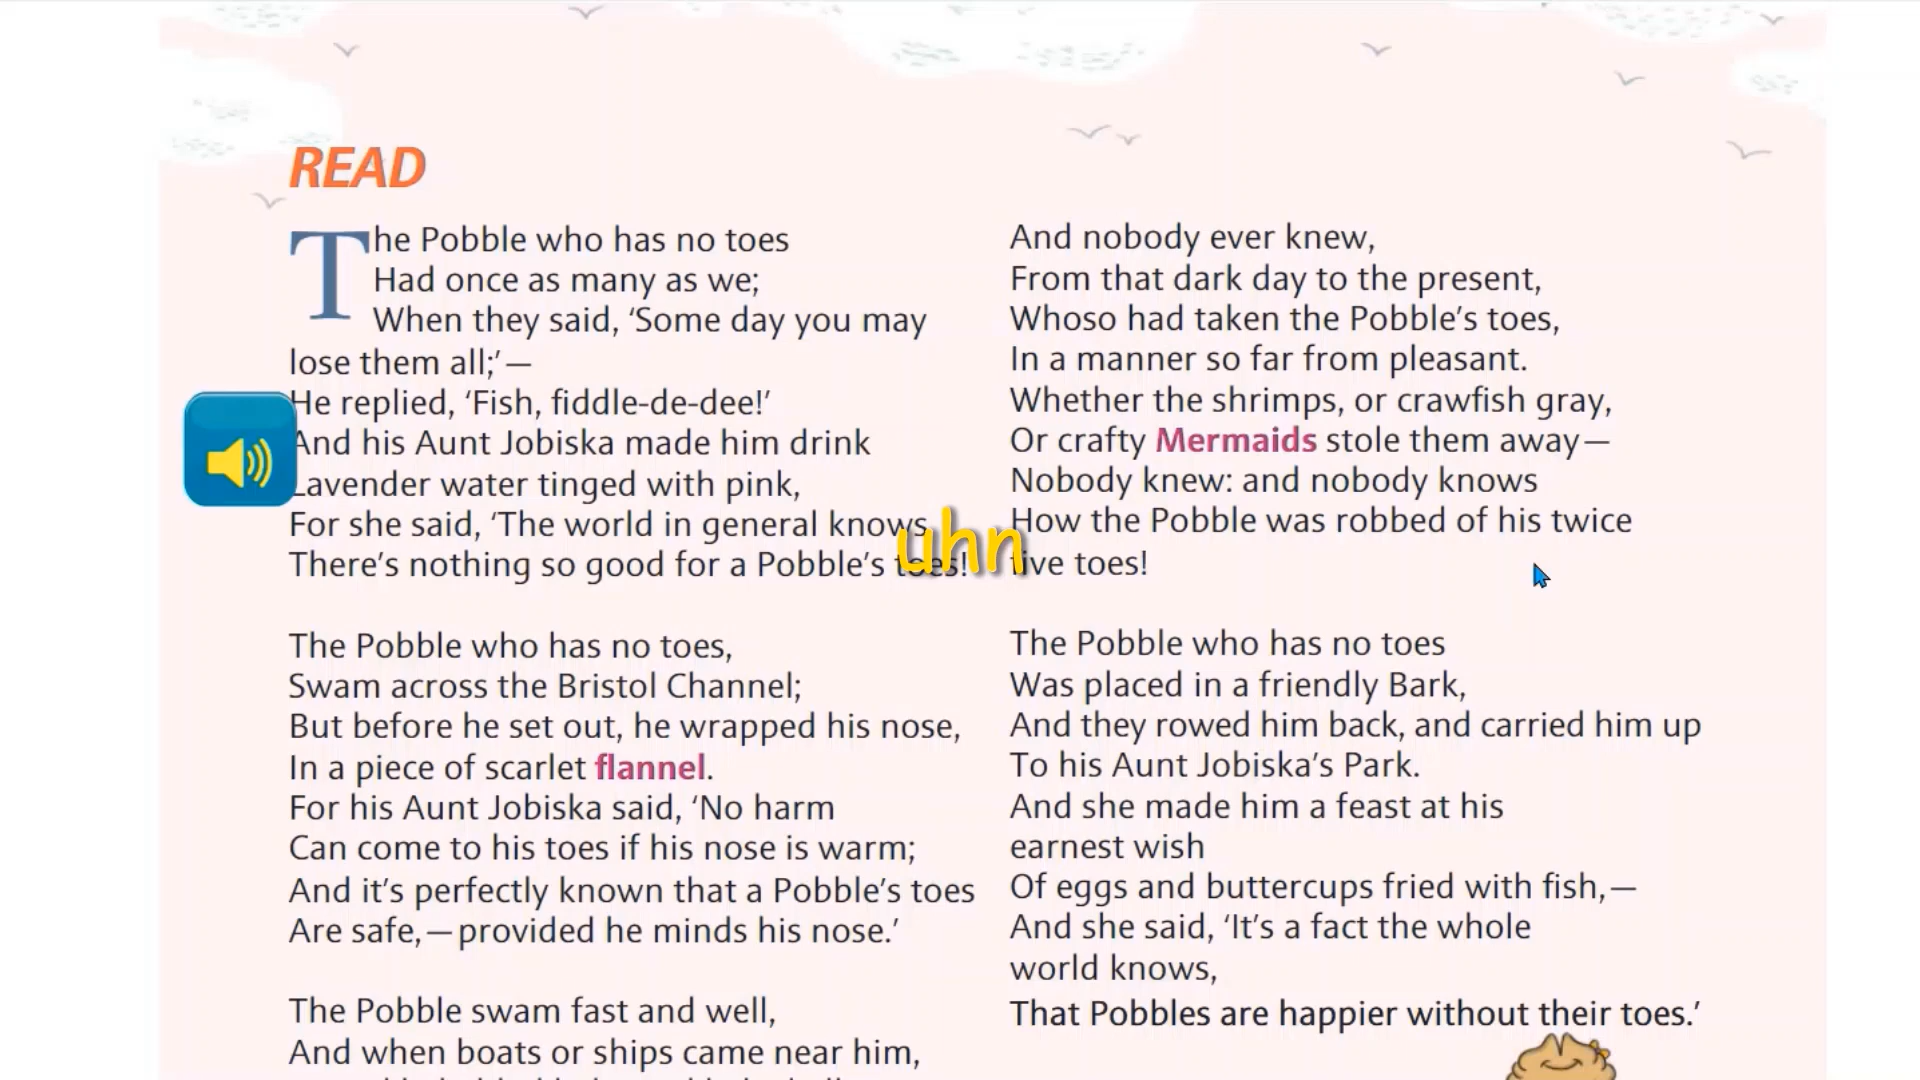 READ
The Pobble who has no toes
Had once as many as we;
When they said, ‘Some day you may
lose them all;’—
He replied, ‘Fish, fiddle-de-dee!’
And his Aunt Jobiska made him drink
Lavender water tinged with pink,
For she said, ‘The world in general knows
There’s nothing so good for a Pobble’s toes!
The Pobble who has no toes,
Swam across the Bristol Channel;
But before he set out, he wrapped his nose,
In a piece of scarlet flannel.
For his Aunt Jobiska said, ‘No harm
Can come to his toes if his nose is warm;
And it’s perfectly known that a Pobble’s toes
Are safe,—provided he minds his nose.’
The Pobble swam fast and well,
And when boats or ships came near him,
uhn
And nobody ever knew,
From that dark day to the present,
Whoso had taken the Pobble’s toes,
In a manner so far from pleasant.
Whether the shrimps, or crawfish gray,
Or crafty Mermaids stole them away—
Nobody knew: and nobody knows
How the Pobble was robbed of his twice
five toes!
The Pobble who has no toes
Was placed in a friendly Bark,
And they rowed him back, and carried him up
To his Aunt Jobiska’s Park.
And she made him a feast at his
earnest wish
Of eggs and buttercups fried with fish,—
And she said, ‘It’s a fact the whole
world knows,
That Pobbles are happier without their toes.’